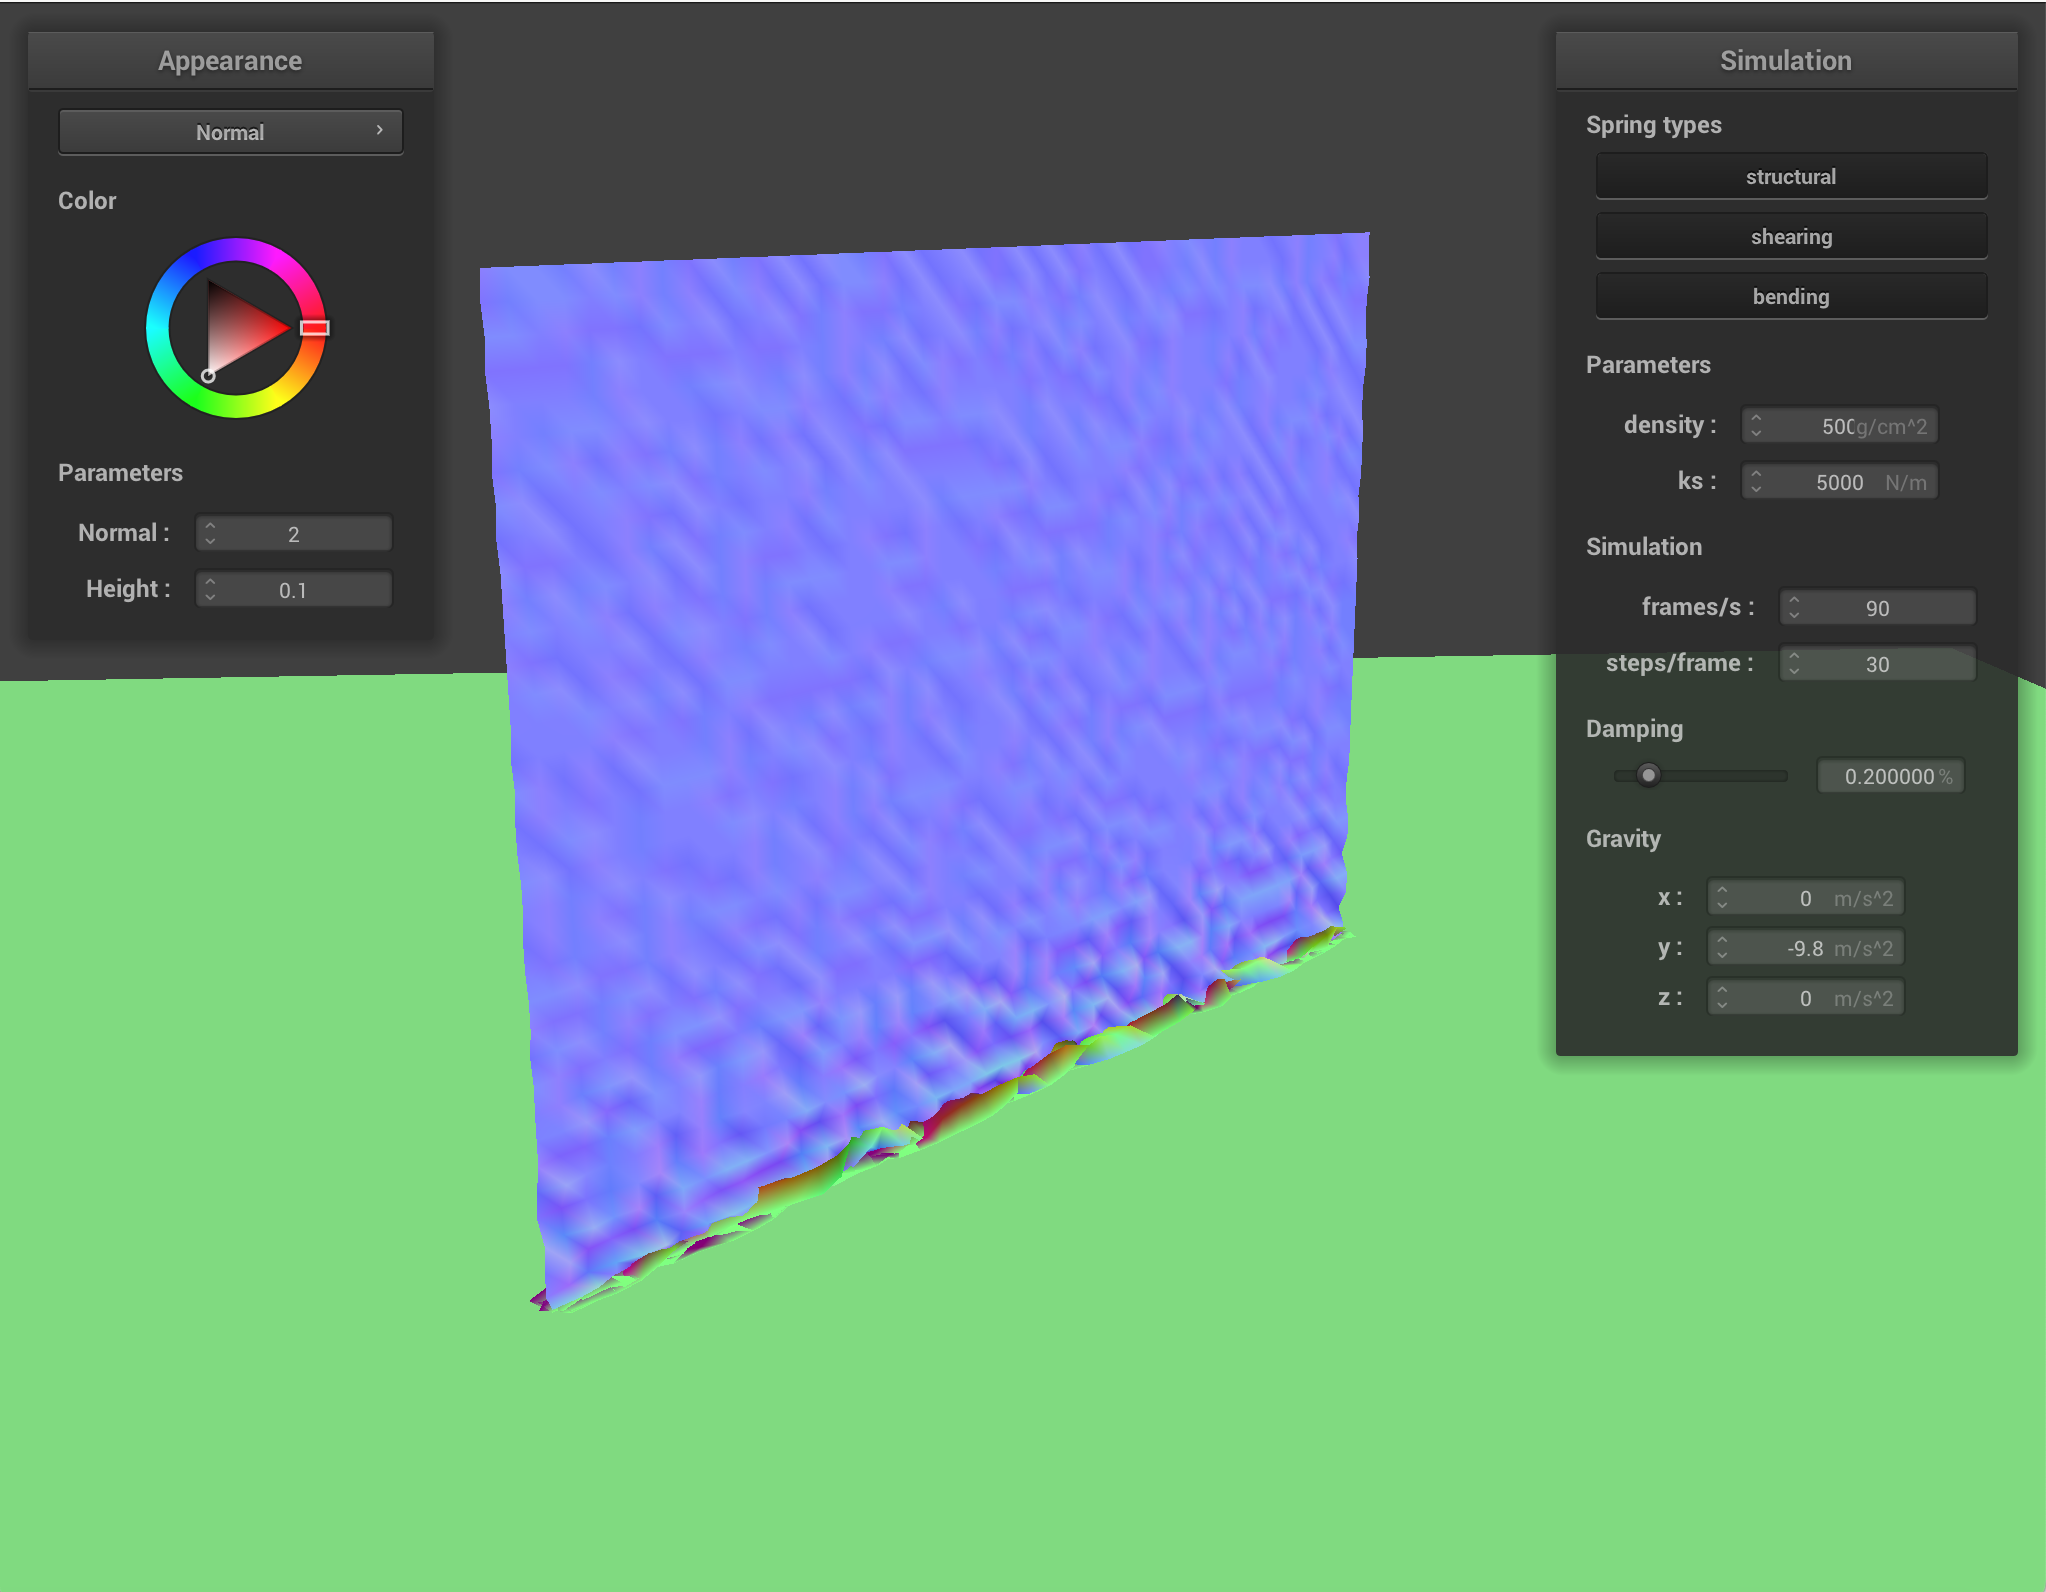 Appearance
Normal
Color
Parameters
Normal : 2
Height : 0.1
Simulation
Spring types
structural
shearing
bending
Parameters
density : 500 g/cm^2
ks : 5000 N/m
Simulation
frames/s : 90
steps/frame : 30
Damping
0.200000 %
Gravity
x : 0 m/s^2
y : -9.8 m/s^2
z : 0 m/s^2